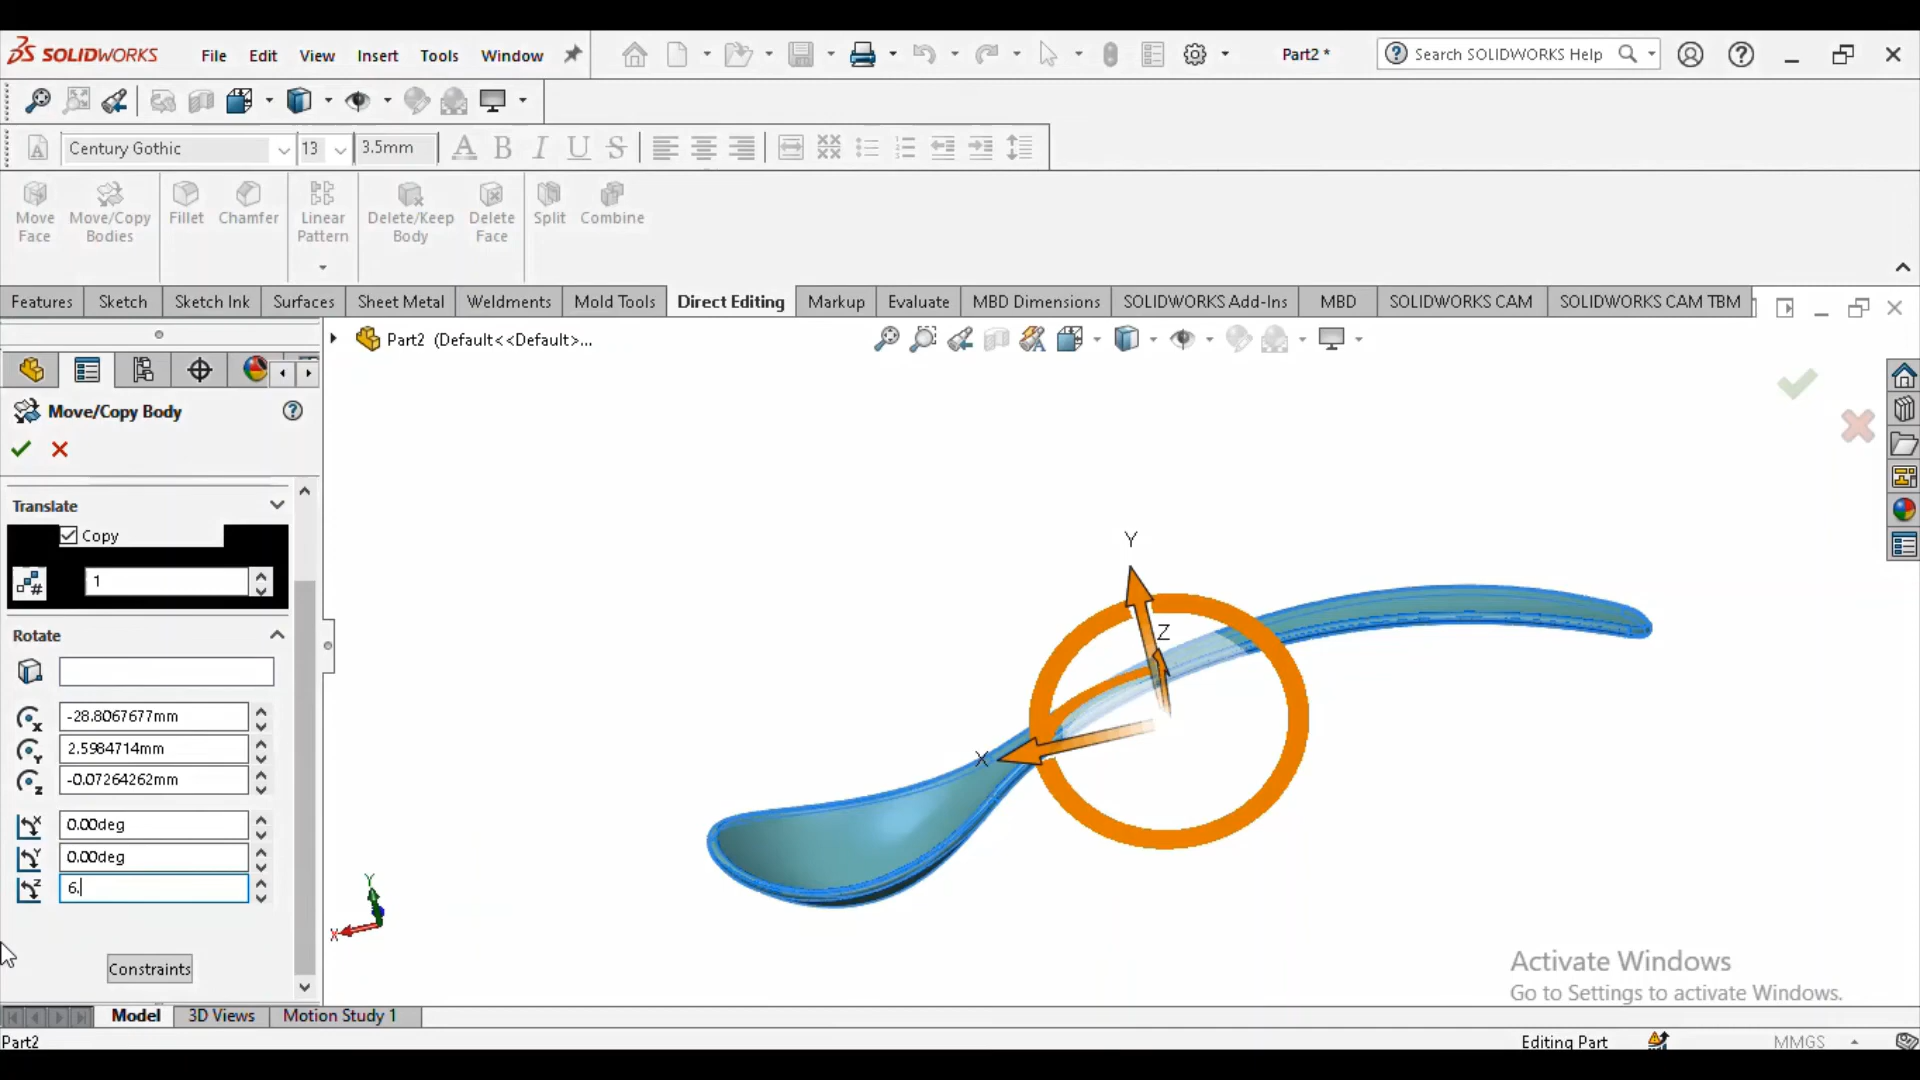 SOLIDWORKS File Edit View Insert Tools Window Part2 * Search SOLIDWORKS Help
Century Gothic 13 3.5mm A B I U S
Move Face Move/Copy Bodies Fillet Chamfer Linear Pattern Delete/Keep Body Delete Face Split Combine
Features Sketch Sketch Ink Surfaces Sheet Metal Weldments Mold Tools Direct Editing Markup Evaluate MBD Dimensions SOLIDWORKS Add-Ins MBD SOLIDWORKS CAM SOLIDWORKS CAM TBM
Part2 (Default<<Default>...
Move/Copy Body
Translate
Copy
1
Rotate
-28.8067677mm
2.5984714mm
-0.07264262mm
0.00deg
0.00deg
6.
Constraints
Y
Z
X
Y
X
Activate Windows
Go to Settings to activate Windows.
Model 3D Views Motion Study 1
Part2 Editing Part MMGS